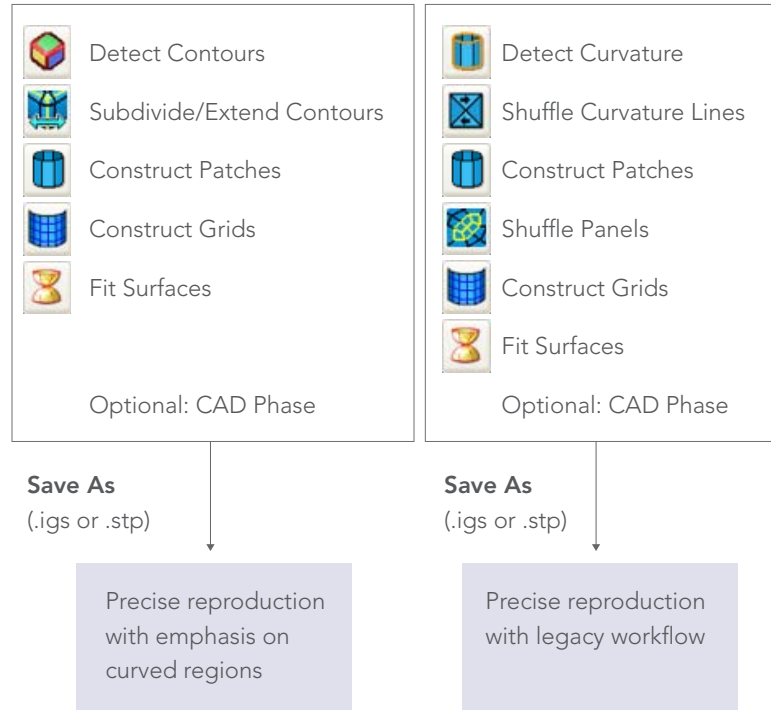 Detect Contours
Subdivide/Extend Contours
Construct Patches
Construct Grids
Fit Surfaces
Optional: CAD Phase
Save As
(.igs or .stp)
Precise reproduction
with emphasis on
curved regions
Detect Curvature
Shuffle Curvature Lines
Construct Patches
Shuffle Panels
Construct Grids
Fit Surfaces
Optional: CAD Phase
Save As
(.igs or .stp)
Precise reproduction
with legacy workflow